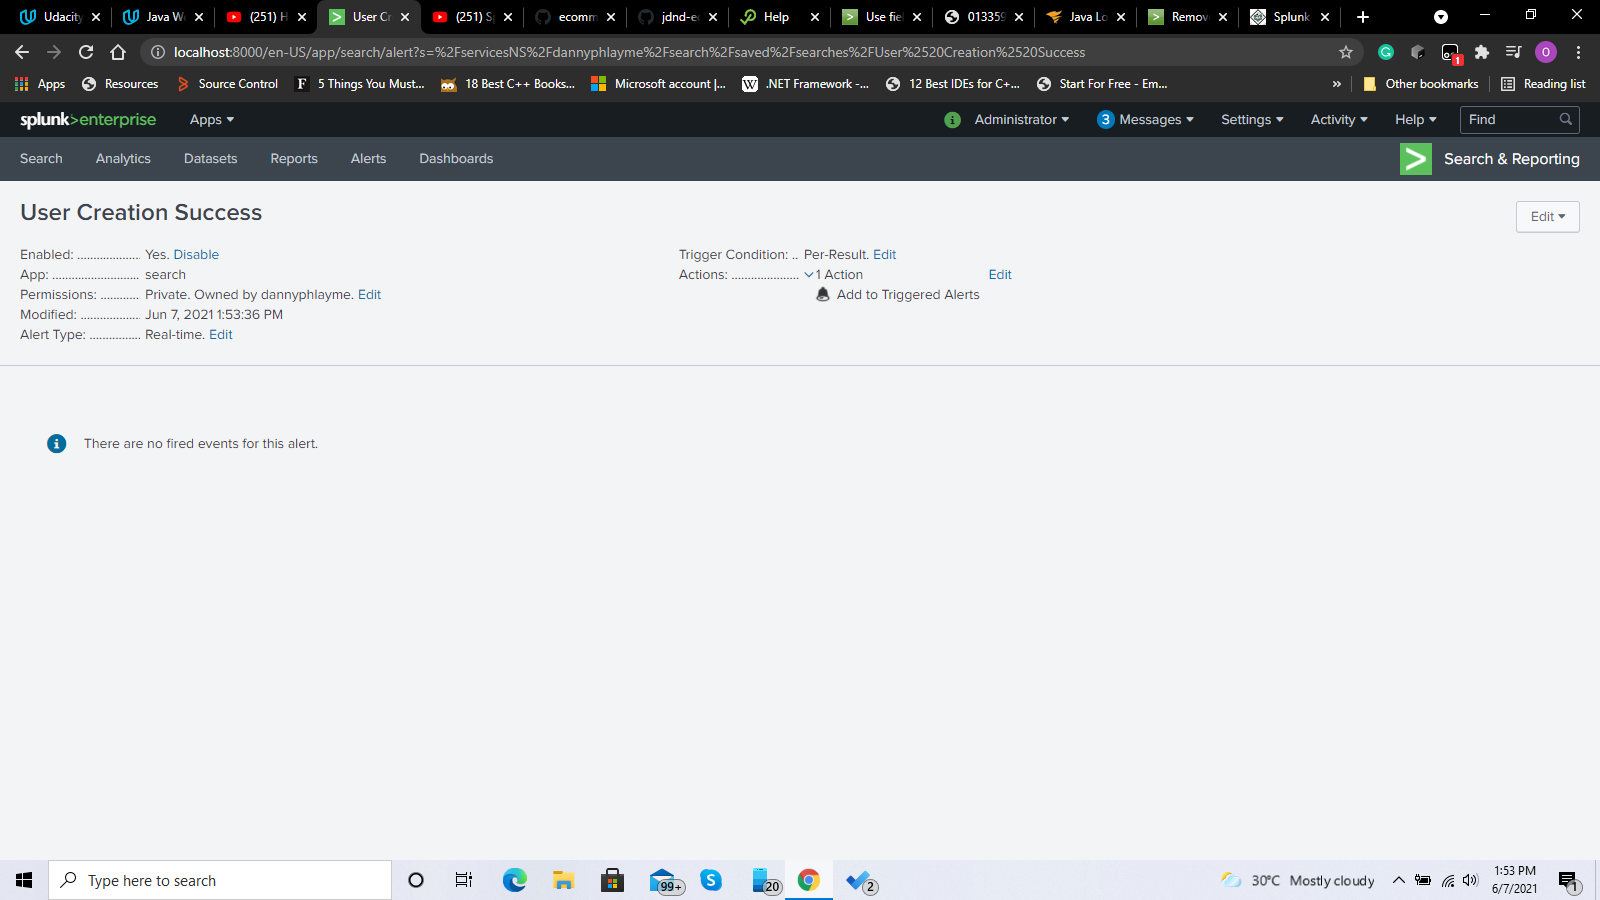 Udacity
Java We
(251) H
User Cr
(251) S
ecomm
jdnd-ec
Help
Use fie
013359
Java Lo
Remov
Splunk
localhost:8000/en-US/app/search/alert?s=%2FservicesNS%2Fdannyphlayme%2Fsearch%2Fsaved%2Fsearches%2FUser%2520Creation%2520Success
1
O
Apps
Resources
Source Control
5 Things You Must...
18 Best C++ Books...
Microsoft account |...
.NET Framework -...
12 Best IDEs for C+...
Start For Free - Em...
»
Other bookmarks
Reading list
splunk>enterprise
Apps
Administrator
3 Messages
Settings
Activity
Help
Find
Search
Analytics
Datasets
Reports
Alerts
Dashboards
Search & Reporting
User Creation Success
Edit
Enabled: ................... Yes. Disable
App: ........................... search
Permissions: ............ Private. Owned by dannyphlayme. Edit
Modified: .................. Jun 7, 2021 1:53:36 PM
Alert Type: ................ Real-time. Edit
Trigger Condition: .. Per-Result. Edit
Actions: ..................... 1 Action Edit
Add to Triggered Alerts
There are no fired events for this alert.
Type here to search
99+
20
2
30°C Mostly cloudy
1:53 PM
6/7/2021
1